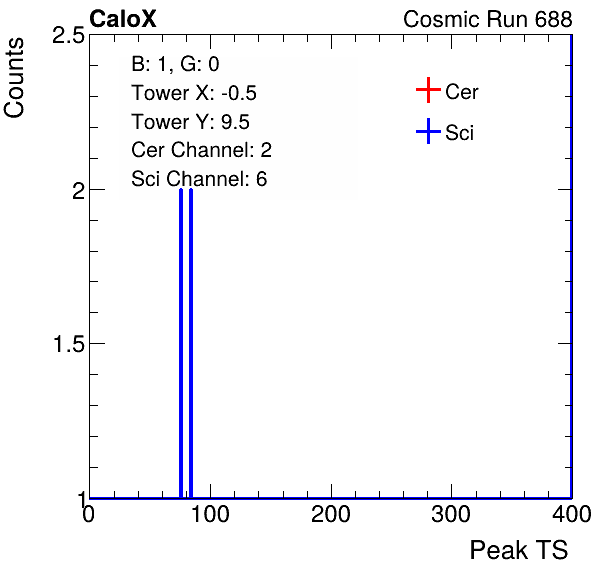 CaloX
Cosmic Run 688
Counts
2.5
B: 1, G: 0
Tower X: -0.5
Tower Y: 9.5
Cer Channel: 2
Sci Channel: 6
Cer
Sci
2
1.5
1
0
100
200
300
400
Peak TS